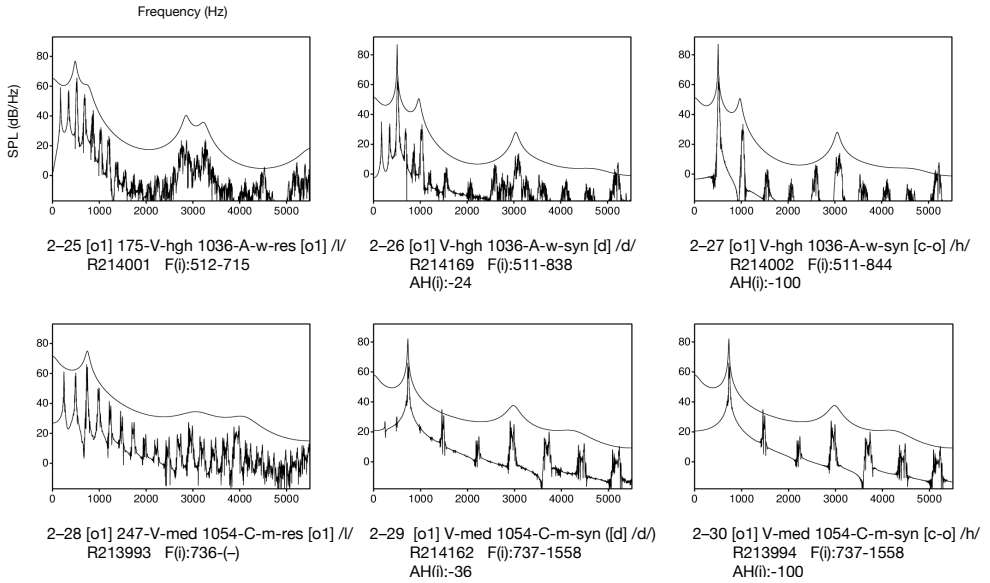 Frequency (Hz)
SPL (dB/Hz)
80
60
40
20
0
0 1000 2000 3000 4000 5000
80
60
40
20
0
0 1000 2000 3000 4000 5000
80
60
40
20
0
0 1000 2000 3000 4000 5000
2–25 [o1] 175-V-hgh 1036-A-w-res [o1] /l/
R214001 F(i):512-715
2–26 [o1] V-hgh 1036-A-w-syn [d] /d/
R214169 F(i):511-838
AH(i):-24
2–27 [o1] V-hgh 1036-A-w-syn [c-o] /h/
R214002 F(i):511-844
AH(i):-100
80
60
40
20
0
0 1000 2000 3000 4000 5000
80
60
40
20
0
0 1000 2000 3000 4000 5000
80
60
40
20
0
0 1000 2000 3000 4000 5000
2–28 [o1] 247-V-med 1054-C-m-res [o1] /l/
R213993 F(i):736-(–)
2–29 [o1] V-med 1054-C-m-syn ([d] /d/)
R214162 F(i):737-1558
AH(i):-36
2–30 [o1] V-med 1054-C-m-syn [c-o] /h/
R213994 F(i):737-1558
AH(i):-100